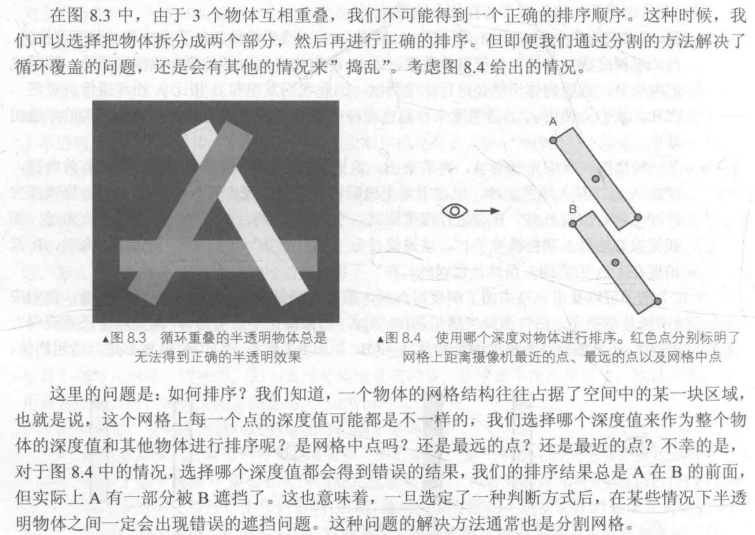 在图 8.3 中，由于 3 个物体互相重叠，我们不可能得到一个正确的排序顺序。这种时候，我
们可以选择把物体拆分成两个部分，然后再进行正确的排序。但即便我们通过分割的方法解决了
循环覆盖的问题，还是会有其他的情况来”捣乱”。考虑图 8.4 给出的情况。
A
B
▲图 8.3 循环重叠的半透明物体总是
无法得到正确的半透明效果
▲图 8.4 使用哪个深度对物体进行排序。红色点分别标明了
网格上距离摄像机最近的点、最远的点以及网格中点
这里的问题是：如何排序？我们知道，一个物体的网格结构往往占据了空间中的某一块区域，
也就是说，这个网格上每一个点的深度值可能都是不一样的，我们选择哪个深度值来作为整个物
体的深度值和其他物体进行排序呢？是网格中点吗？还是最远的点？还是最近的点？不幸的是，
对于图 8.4 中的情况，选择哪个深度值都会得到错误的结果，我们的排序结果总是 A 在 B 的前面，
但实际上 A 有一部分被 B 遮挡了。这也意味着，一旦选定了一种判断方式后，在某些情况下半透
明物体之间一定会出现错误的遮挡问题。这种问题的解决方法通常也是分割网格。